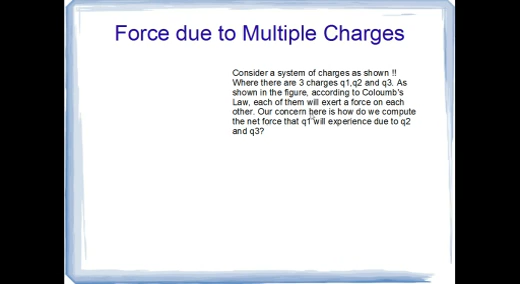 Force due to Multiple Charges
Consider a system of charges as shown !!
Where there are 3 charges q1,q2 and q3. As
shown in the figure, according to Coloumb's
Law, each of them will exert a force on each
other. Our concern here is how do we compute
the net force that q1 will experience due to q2
and q3?